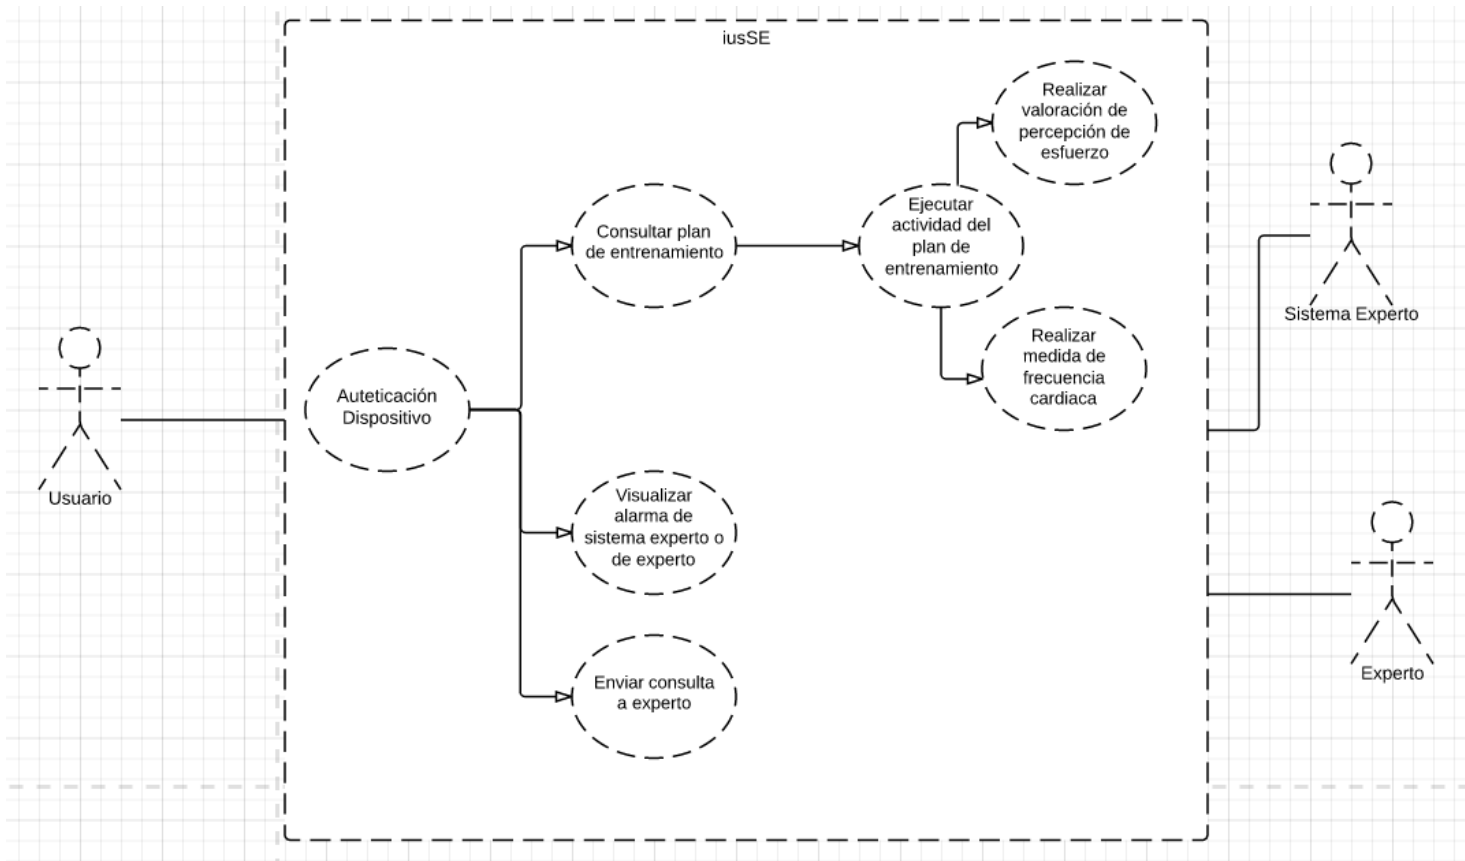 iusSE
Realizar
valoración de
percepción de
esfuerzo
Ejecutar
actividad del
plan de
entrenamiento
Consultar plan
de entrenamiento
Realizar
medida de
frecuencia
cardiaca
Sistema Experto
Auteticación
Dispositivo
Usuario
Visualizar
alarma de
sistema experto o
de experto
Enviar consulta
a experto
Experto